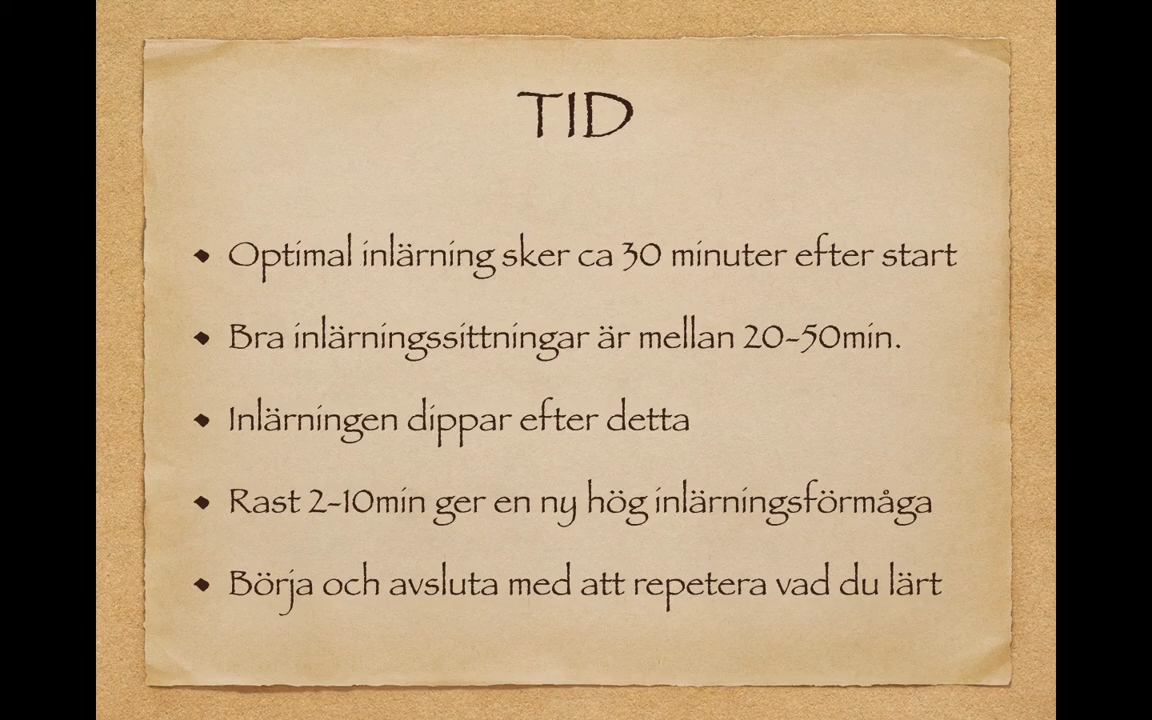 TID
• Optimal inlärning sker ca 30 minuter efter start
• Bra inlärningssittningar är mellan 20-50min.
• Inlärningen dippar efter detta
• Rast 2-10min ger en ny hög inlärningsförmåga
• Börja och avsluta med att repetera vad du lärt